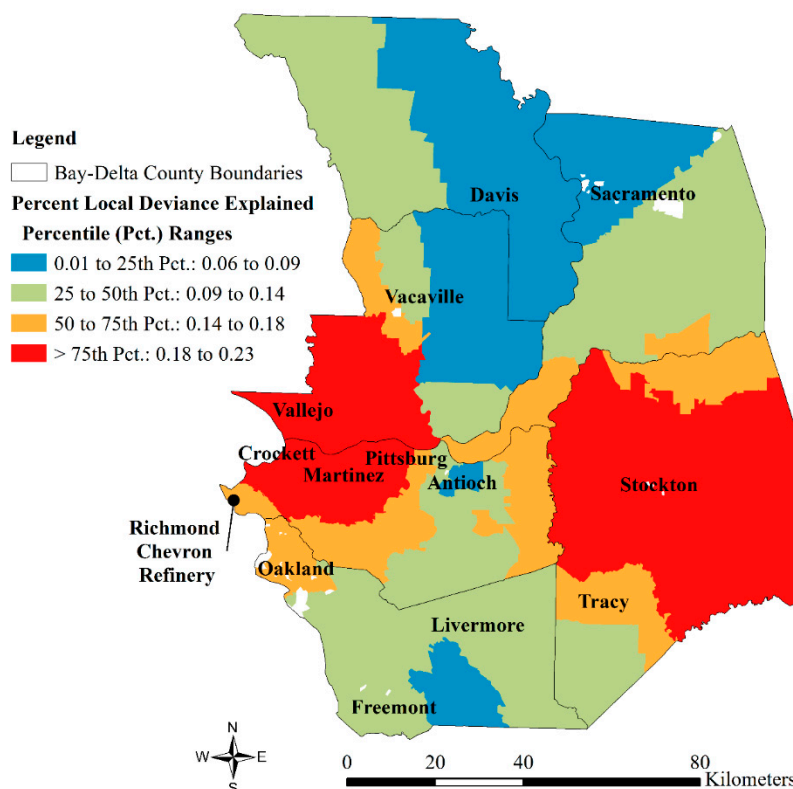 Legend
Bay-Delta County Boundaries
Percent Local Deviance Explained
Percentile (Pct.) Ranges
0.01 to 25th Pct.: 0.06 to 0.09
25 to 50th Pct.: 0.09 to 0.14
50 to 75th Pct.: 0.14 to 0.18
> 75th Pct.: 0.18 to 0.23
Davis
Sacramento
Vacaville
Vallejo
Crockett
Pittsburg
Martinez
Antioch
Stockton
Richmond
Chevron
Refinery
Oakland
Tracy
Livermore
Freemont
N
W
E
S
0 20 40 80
Kilometers